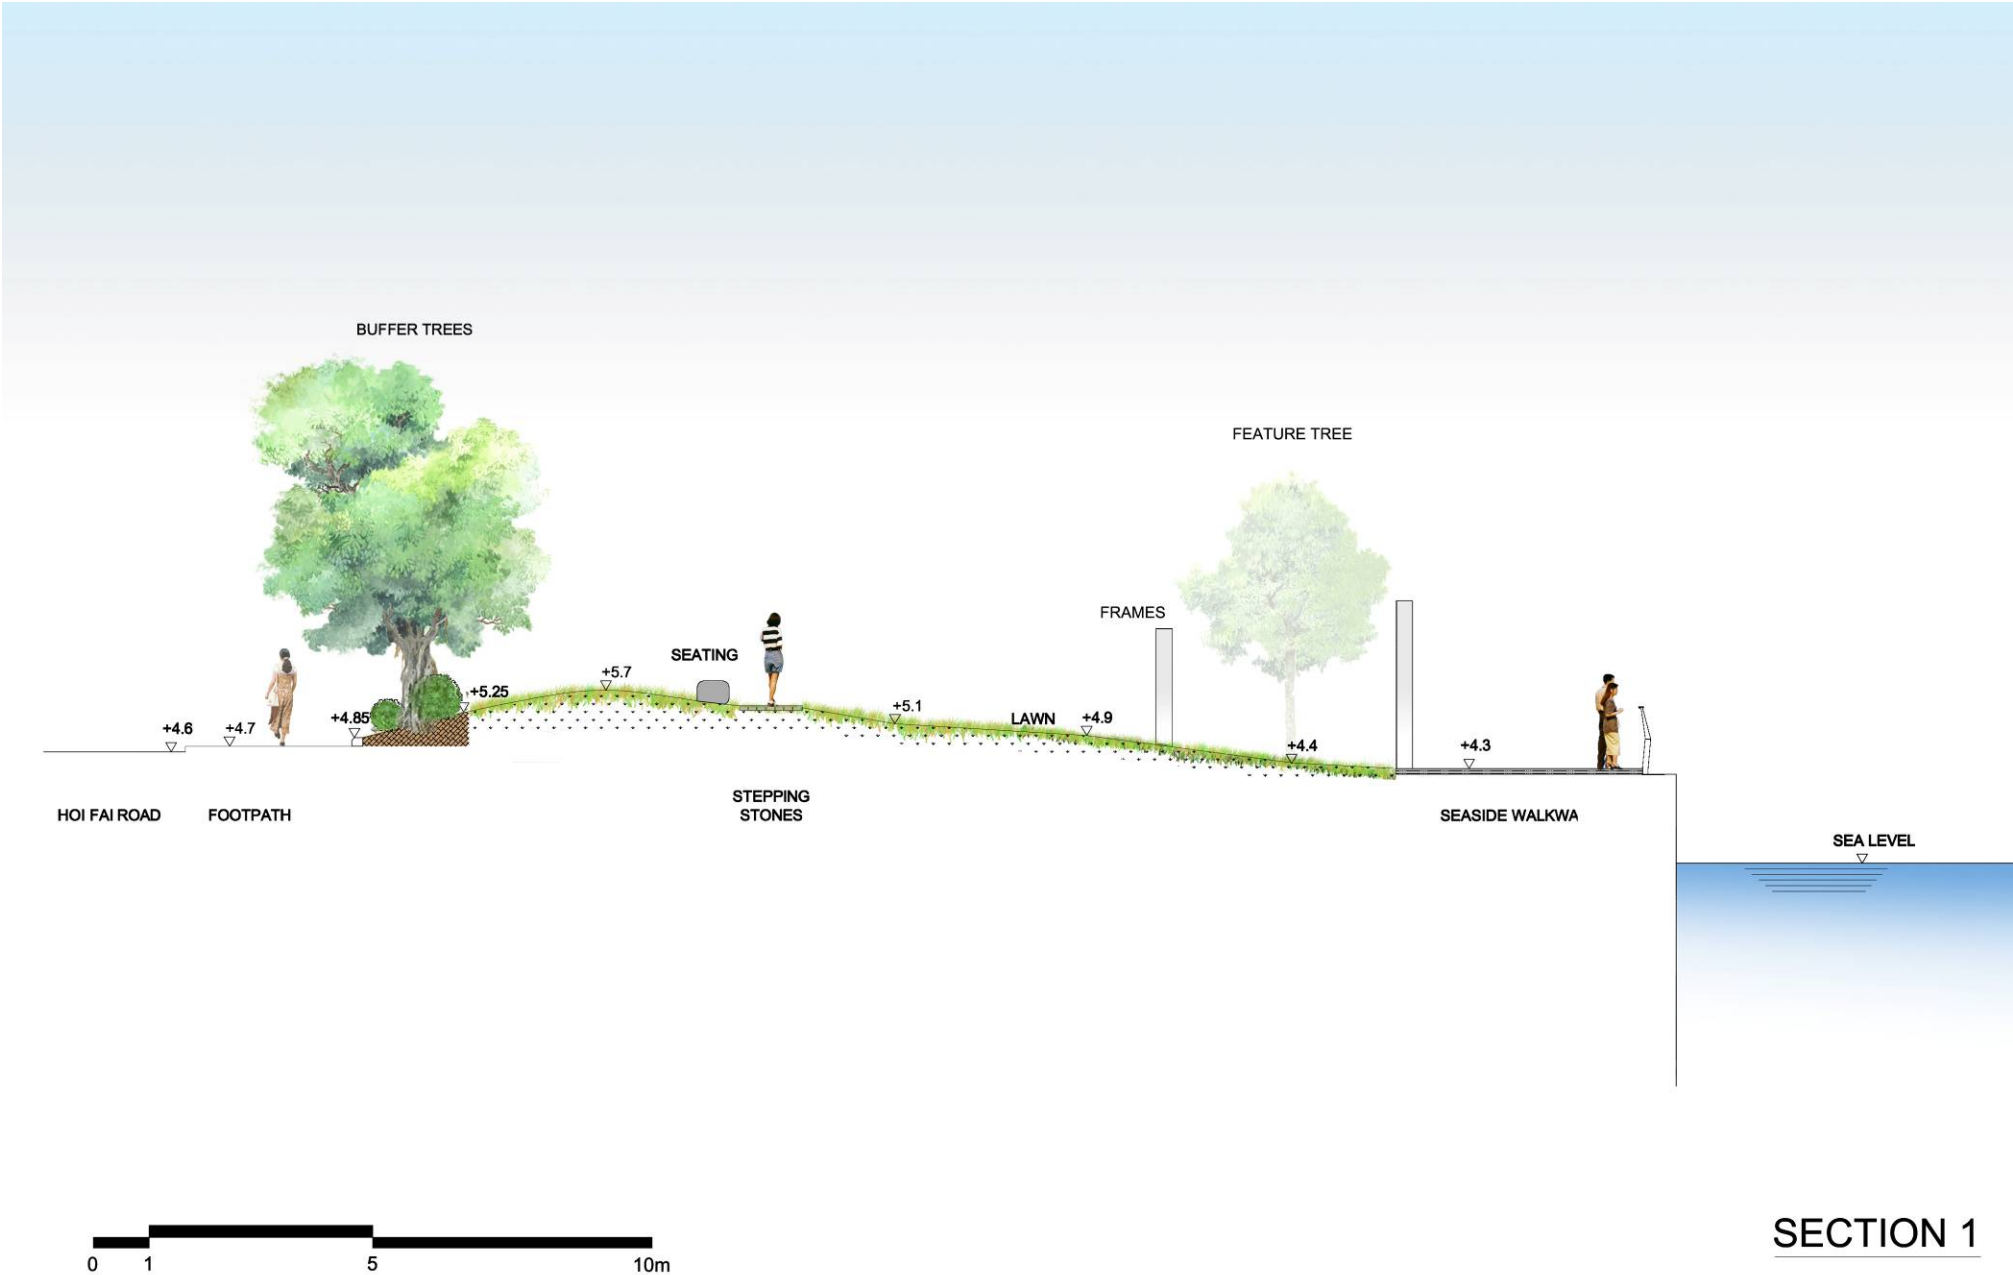 BUFFER TREES
FEATURE TREE
FRAMES
SEATING
+5.7
+5.25
+5.1
+4.85
LAWN
+4.9
+4.6
+4.7
+4.4
+4.3
STEPPING
STONES
HOI FAI ROAD
FOOTPATH
SEASIDE WALKWA
SEA LEVEL
SECTION 1
0 1 5 10m